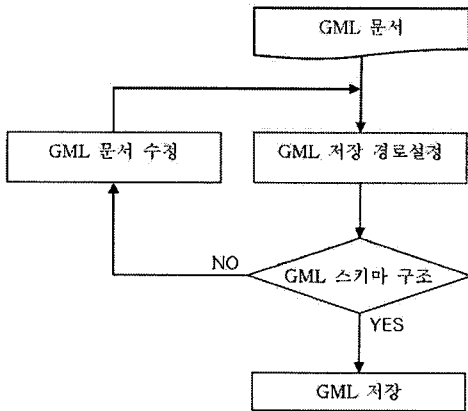 GML 문서
GML 문서 수정
GML 저장 경로설정
NO
GML 스키마 구조
YES
GML 저장